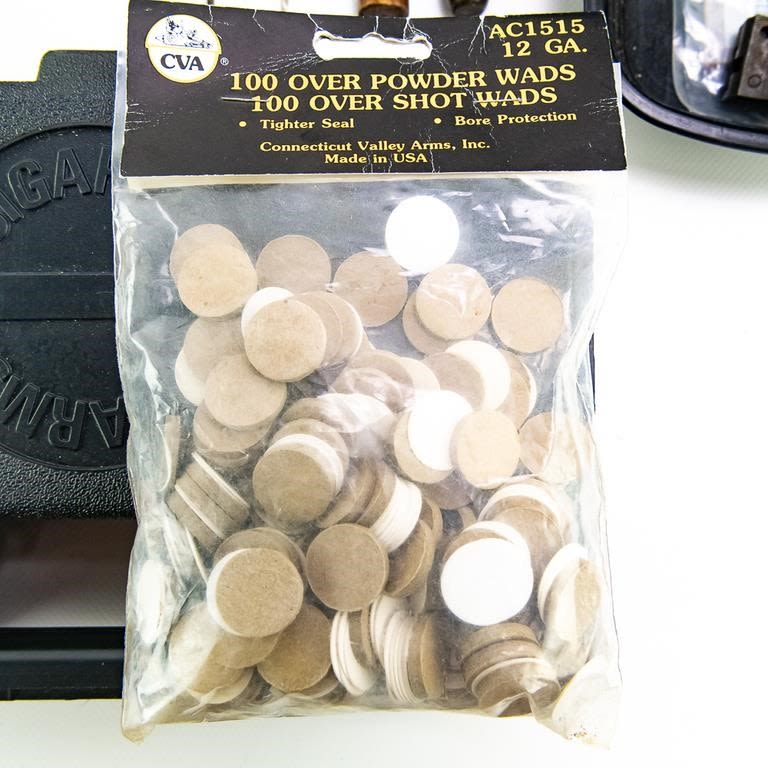 AC1515
12 GA.
CVA ®
100 OVER POWDER WADS
100 OVER SHOT WADS
• Tighter Seal • Bore Protection
Connecticut Valley Arms, Inc.
Made in USA
ARMS